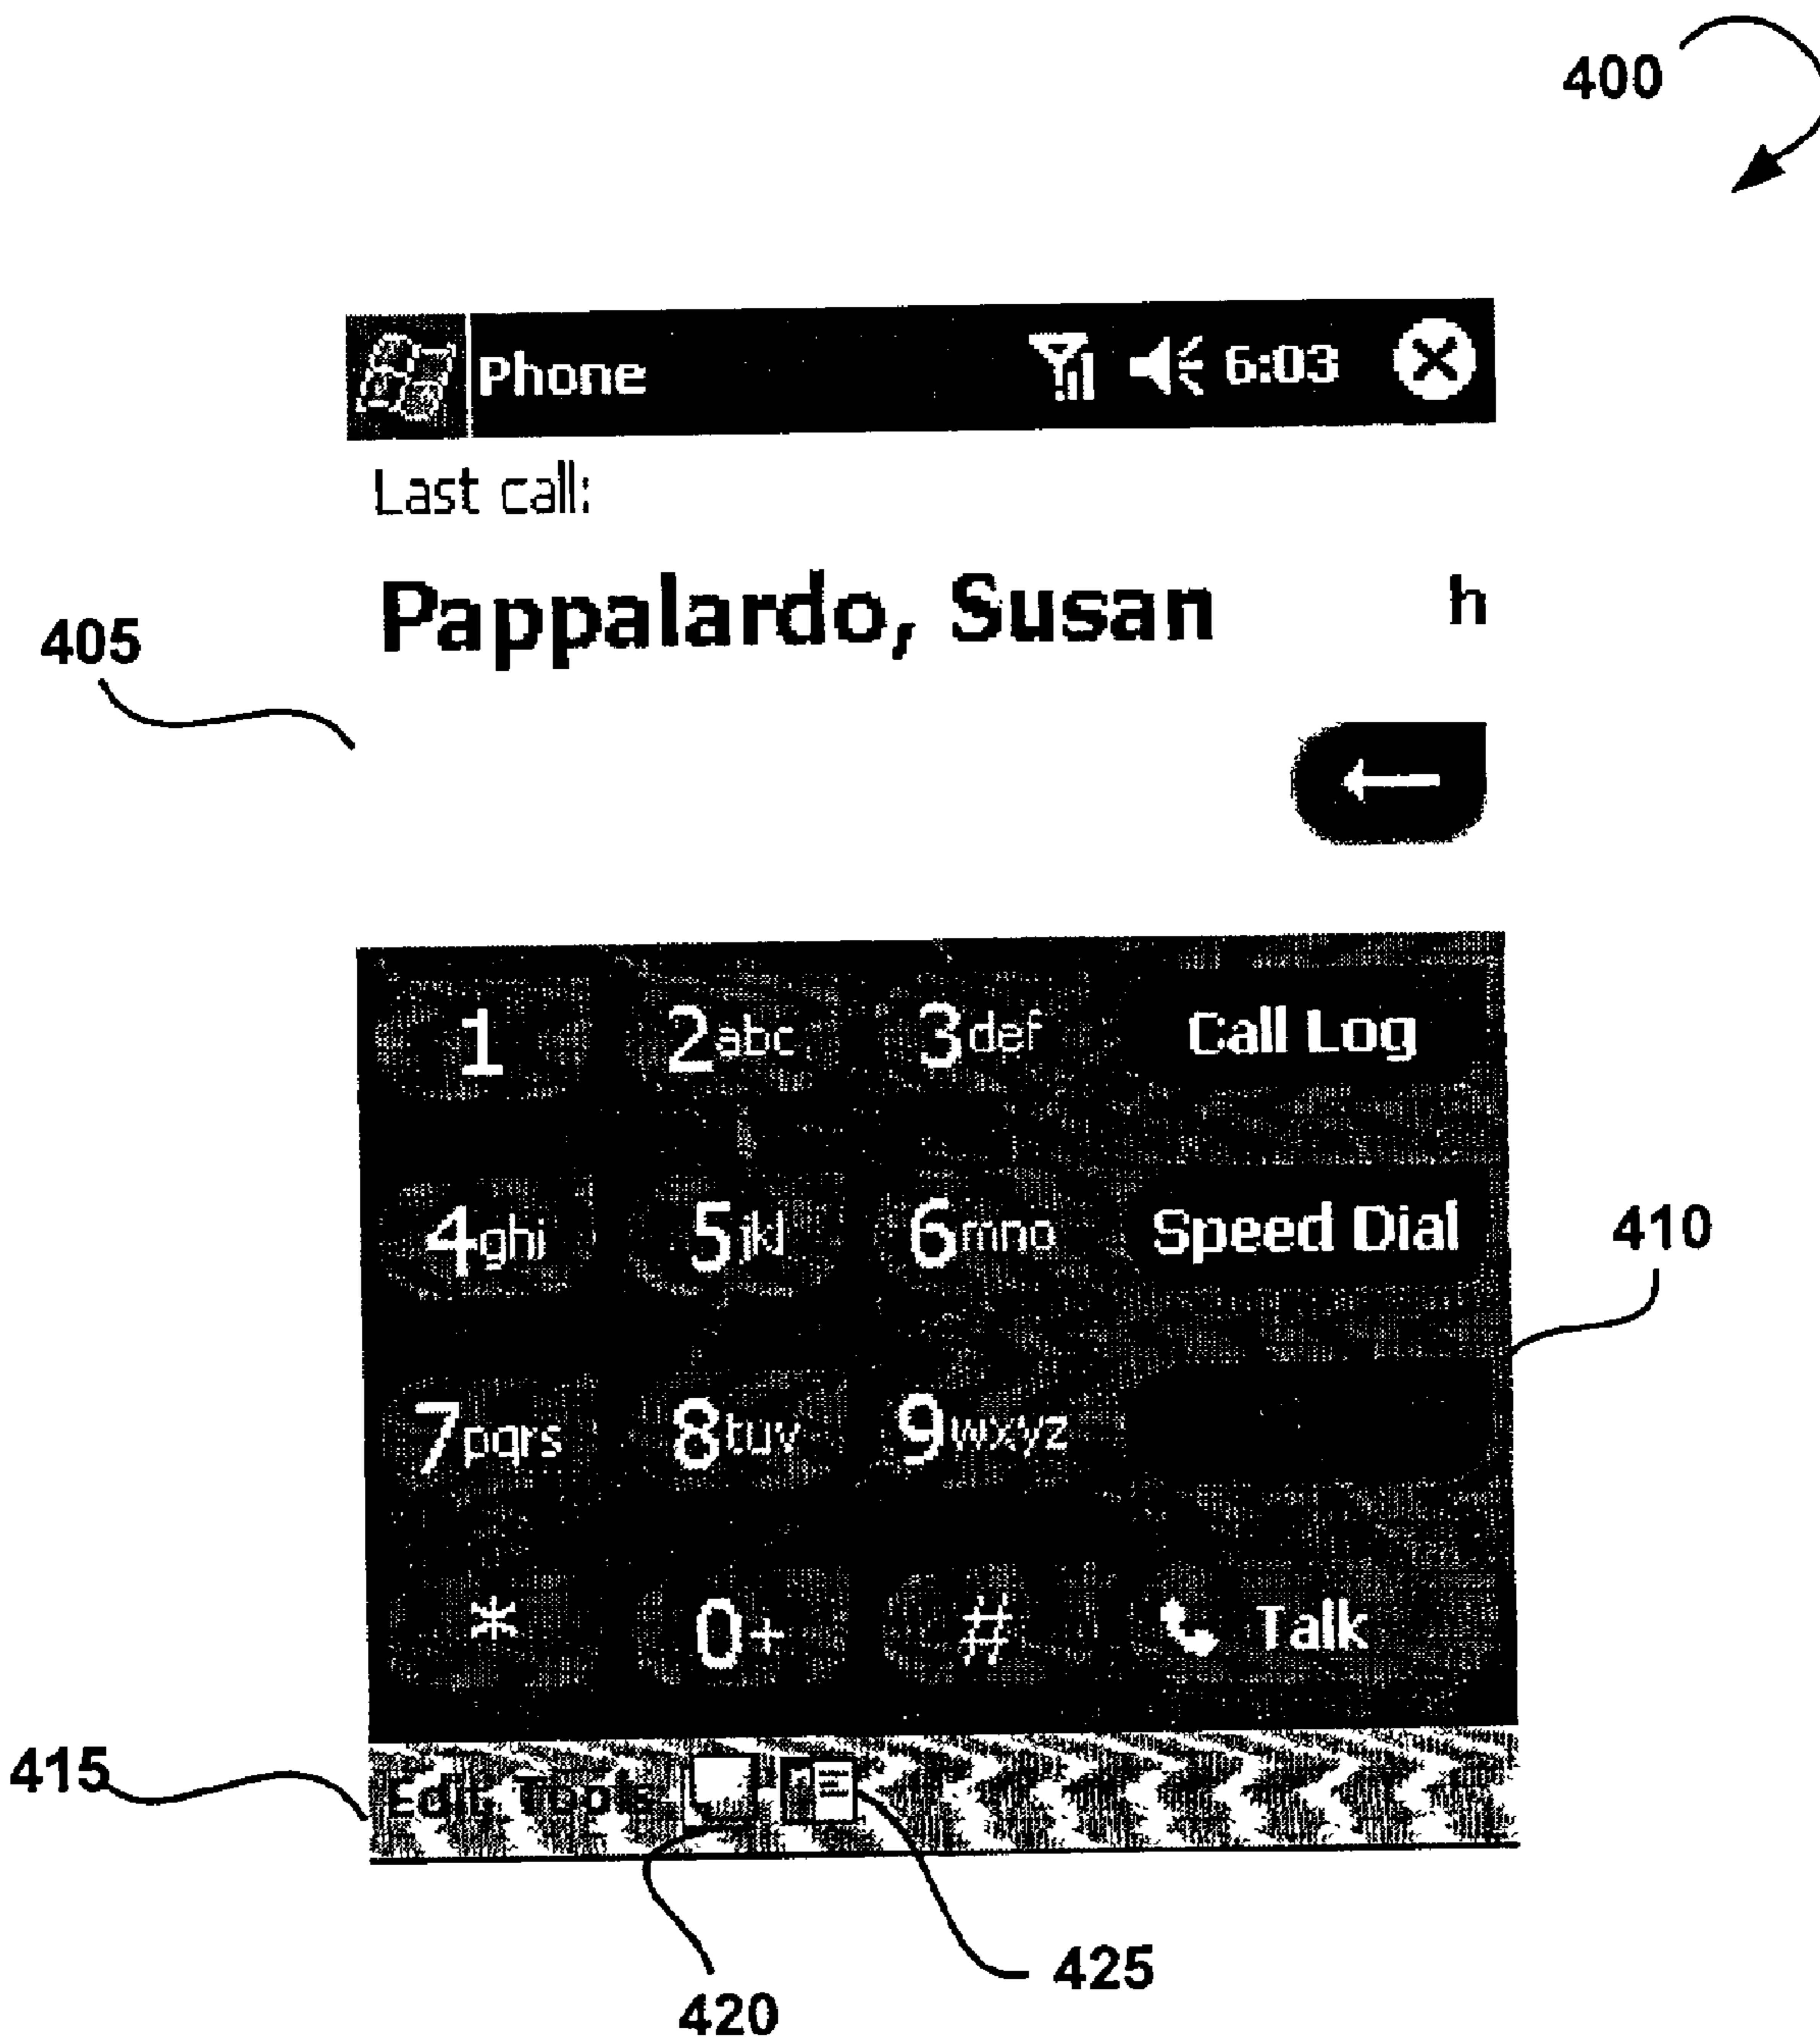 400
Phone 6:03
Last call:
Pappalardo, Susan h
405
1 2abc 3def Call Log
4ghi 5jkl 6mno Speed Dial
410
7pqrs 8tuv 9wxyz
* 0+ # Talk
415
Edit Tools
425
420